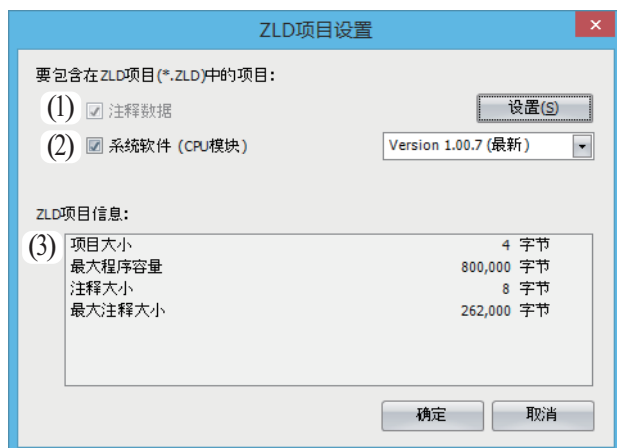 ZLD项目设置
要包含在ZLD项目(*.ZLD)中的项目:
(1) 注释数据 设置(S)
(2) 系统软件 (CPU模块) Version 1.00.7 (最新)
ZLD项目信息:
(3) 项目大小 4 字节
最大程序容量 800,000 字节
注释大小 8 字节
最大注释大小 262,000 字节
确定 取消